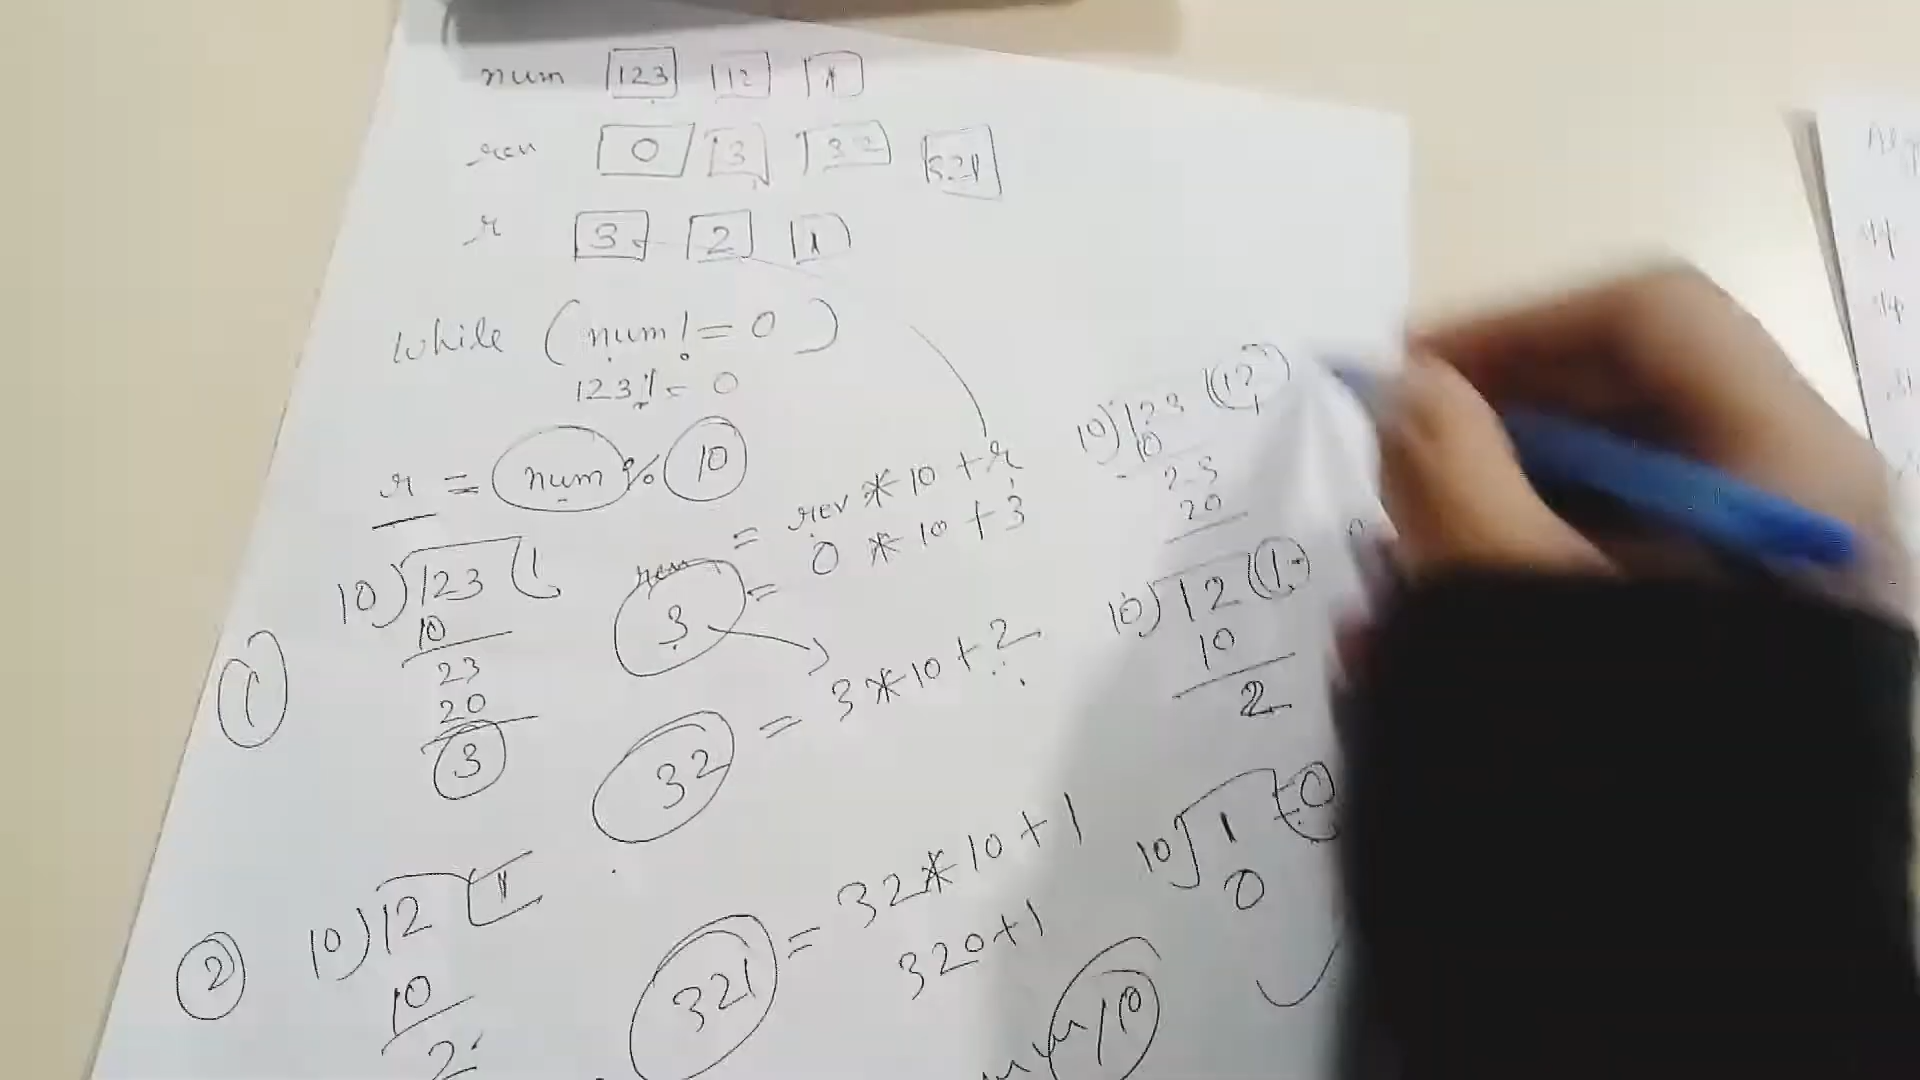 num 123 12 1
rev 0 3 32 321
r 3 2 1
while (num != 0)
123 != 0
r = num % 10
= rev * 10 + r
rev = 0 * 10 + 3
3
32 = 3 * 10 + 2
321 = 32 * 10 + 1
320 + 1
/10
① 10)123(1
10
23
20
3
② 10)12(1
10
2
10)123(12
10
23
20
10)12(1
10
2
10)1(0
0